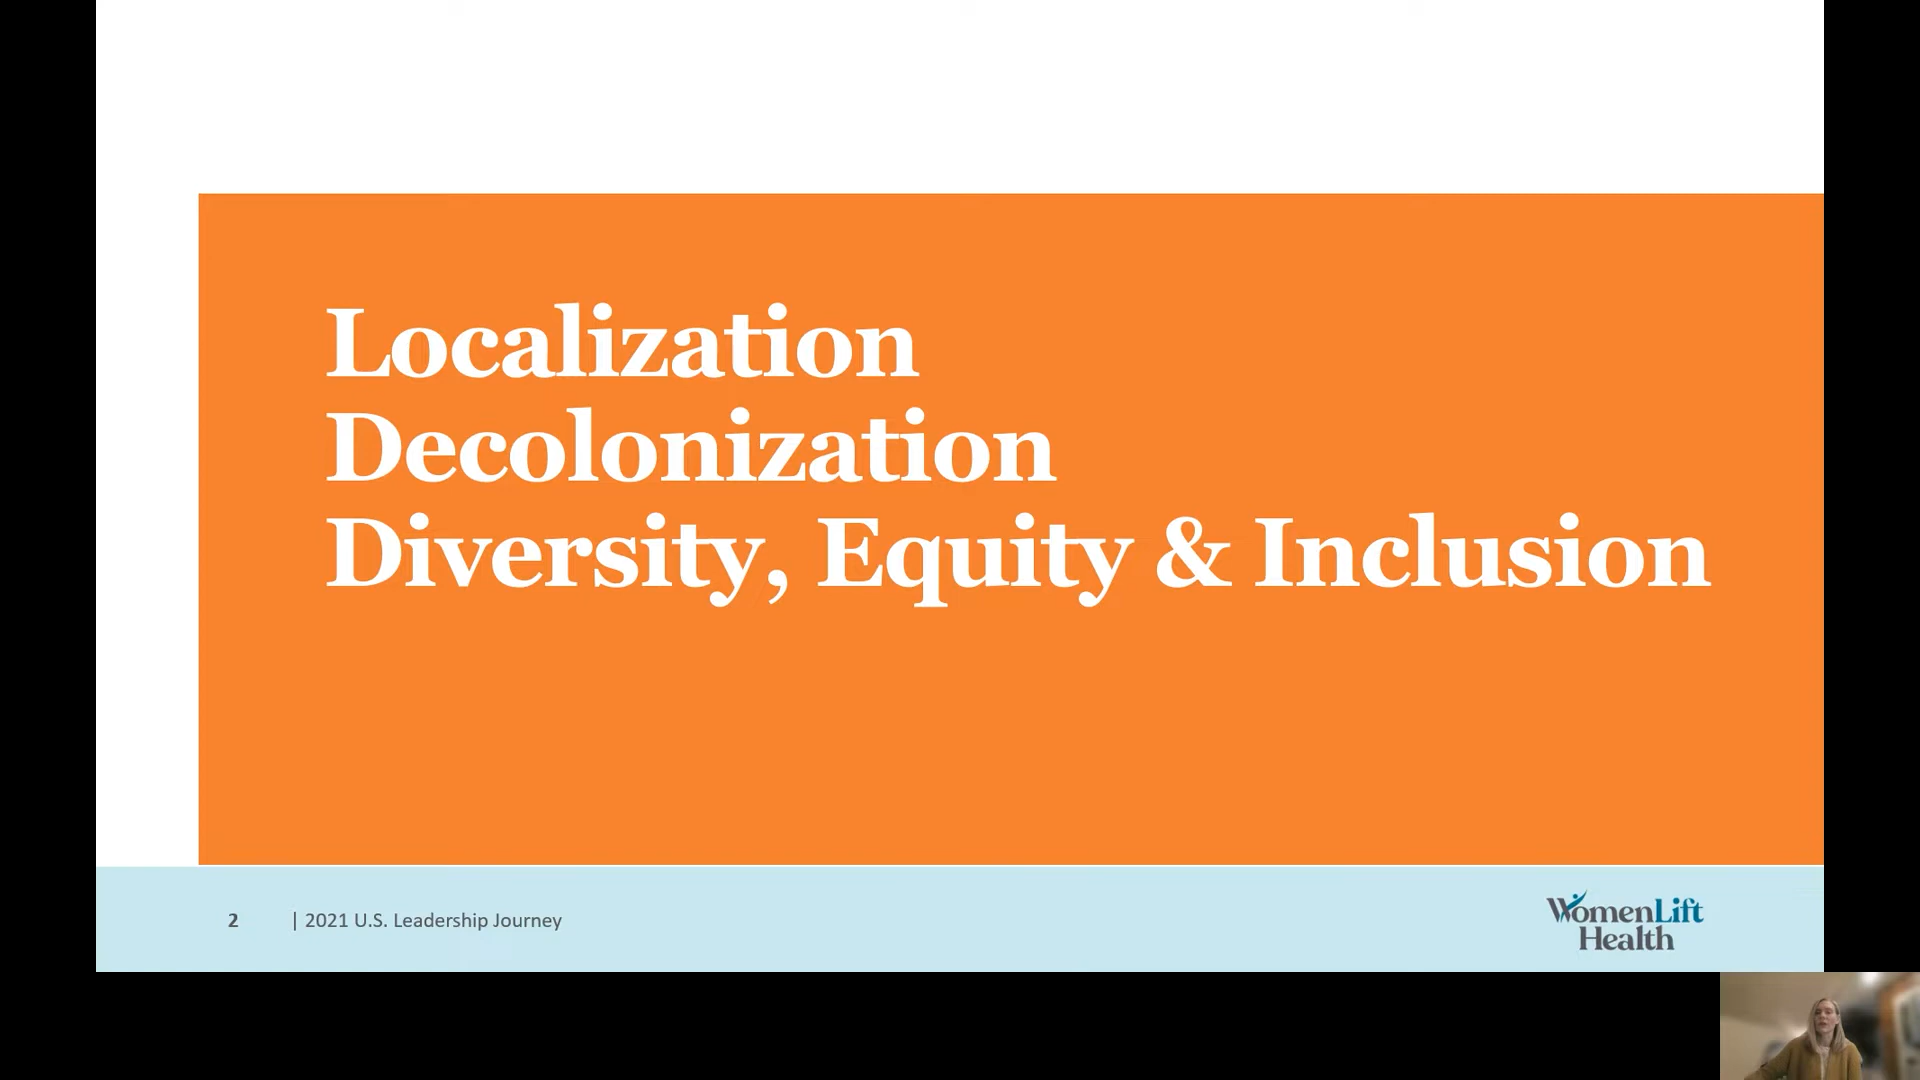 Localization
Decolonization
Diversity, Equity & Inclusion
2 | 2021 U.S. Leadership Journey
WomenLift
Health